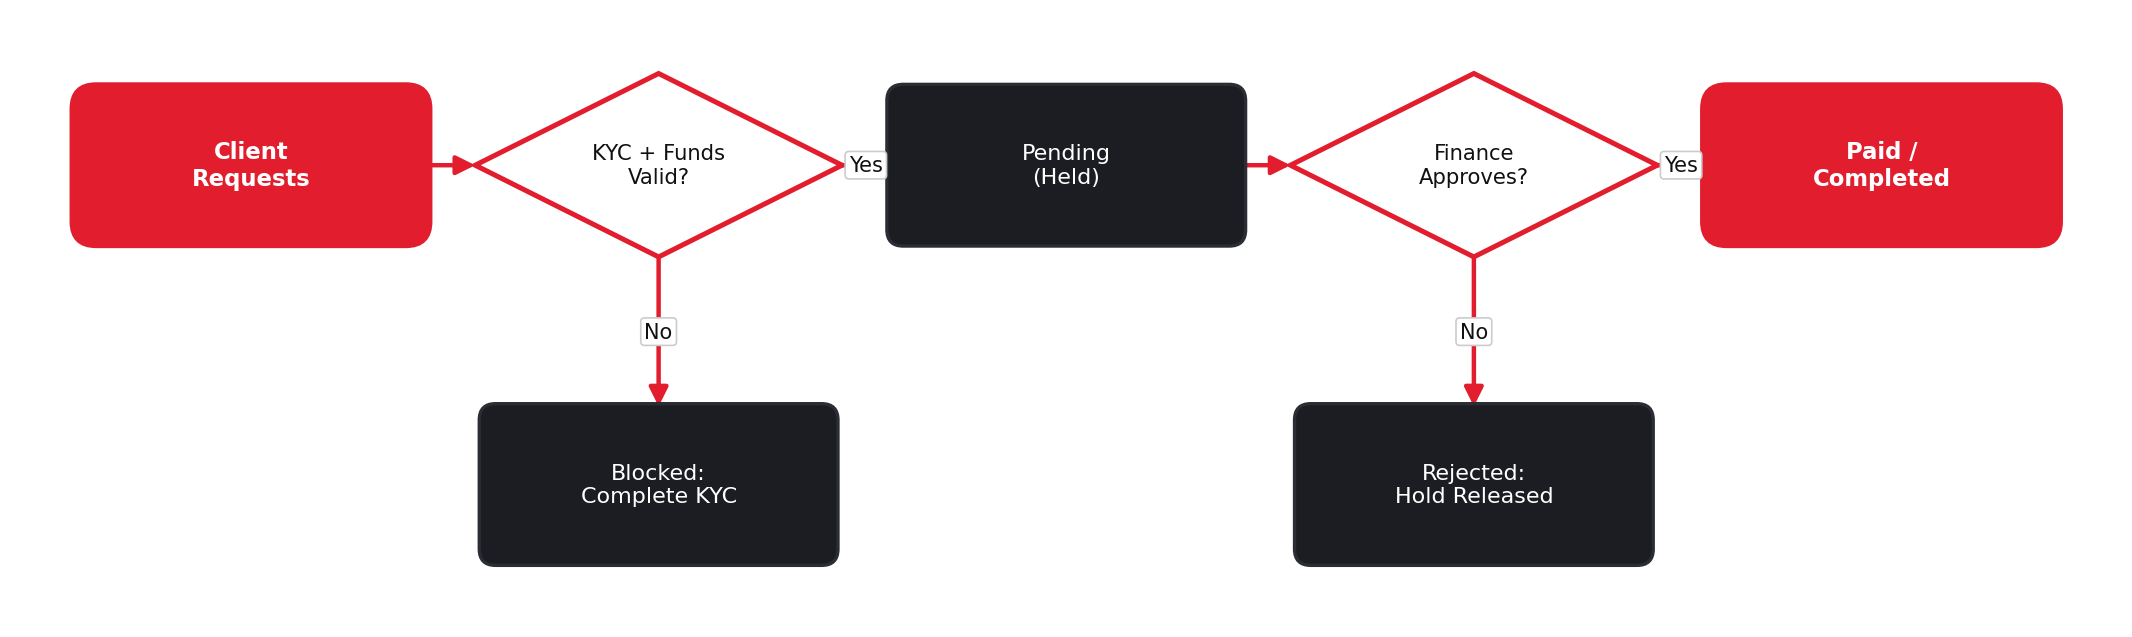 Client
Requests
KYC + Funds
Valid?
Yes
Pending
(Held)
Finance
Approves?
Yes
Paid /
Completed
No
No
Blocked:
Complete KYC
Rejected:
Hold Released